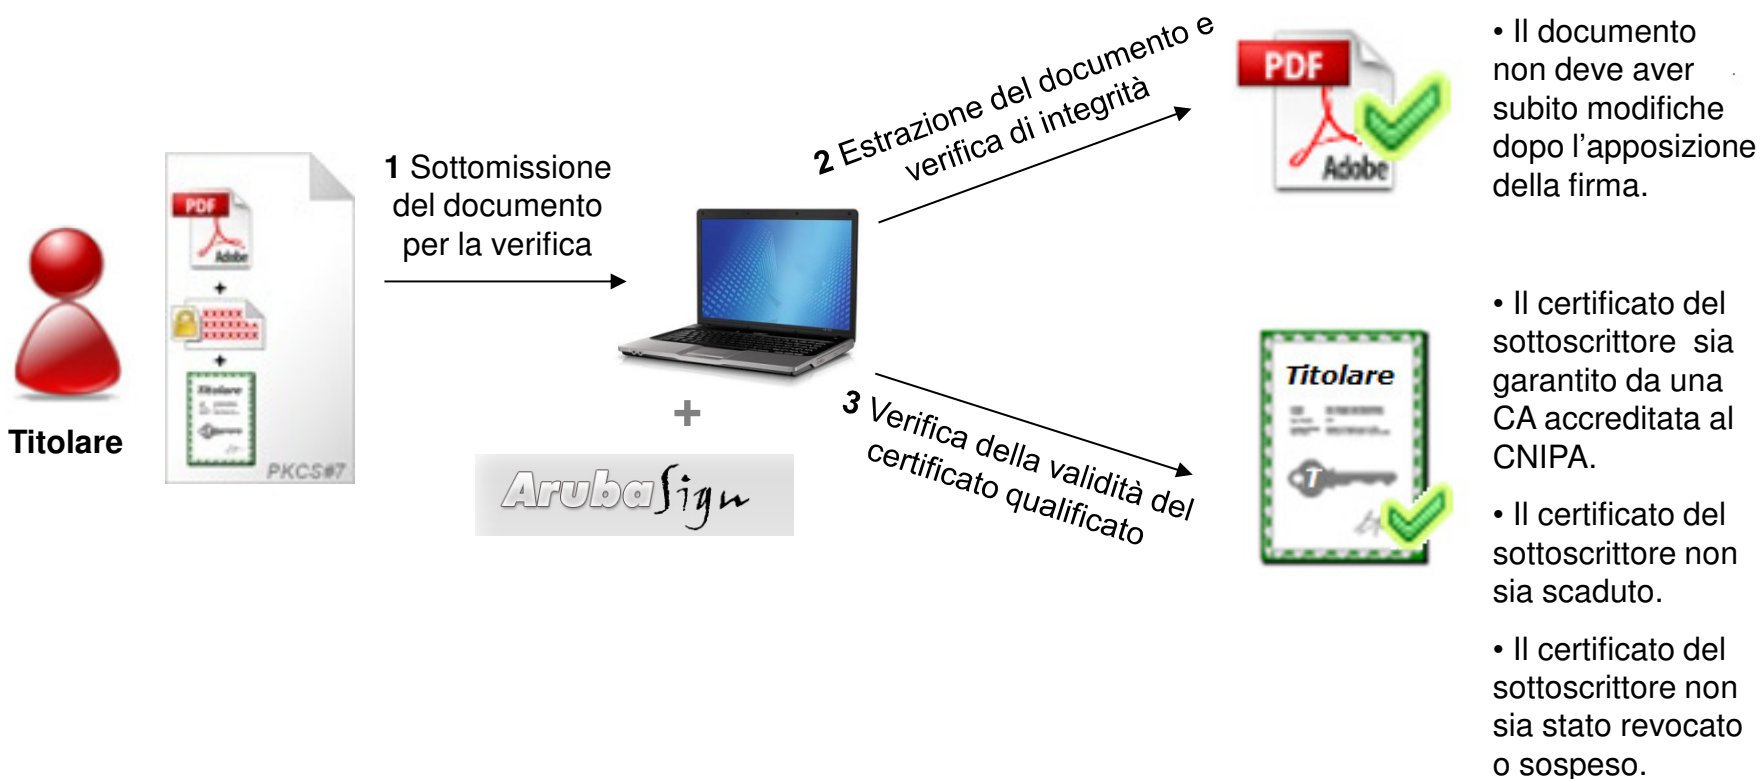 PDF
Adobe
+
+
Titolare
PKCS#7
Titolare
1 Sottomissione
del documento
per la verifica
+
ArubaSign
2 Estrazione del documento e
verifica di integrità
3 Verifica della validità del
certificato qualificato
PDF
Adobe
• Il documento
non deve aver
subito modifiche
dopo l’apposizione
della firma.
Titolare
T
• Il certificato del
sottoscrittore  sia
garantito da una
CA accreditata al
CNIPA.
• Il certificato del
sottoscrittore non
sia scaduto.
• Il certificato del
sottoscrittore non
sia stato revocato
o sospeso.